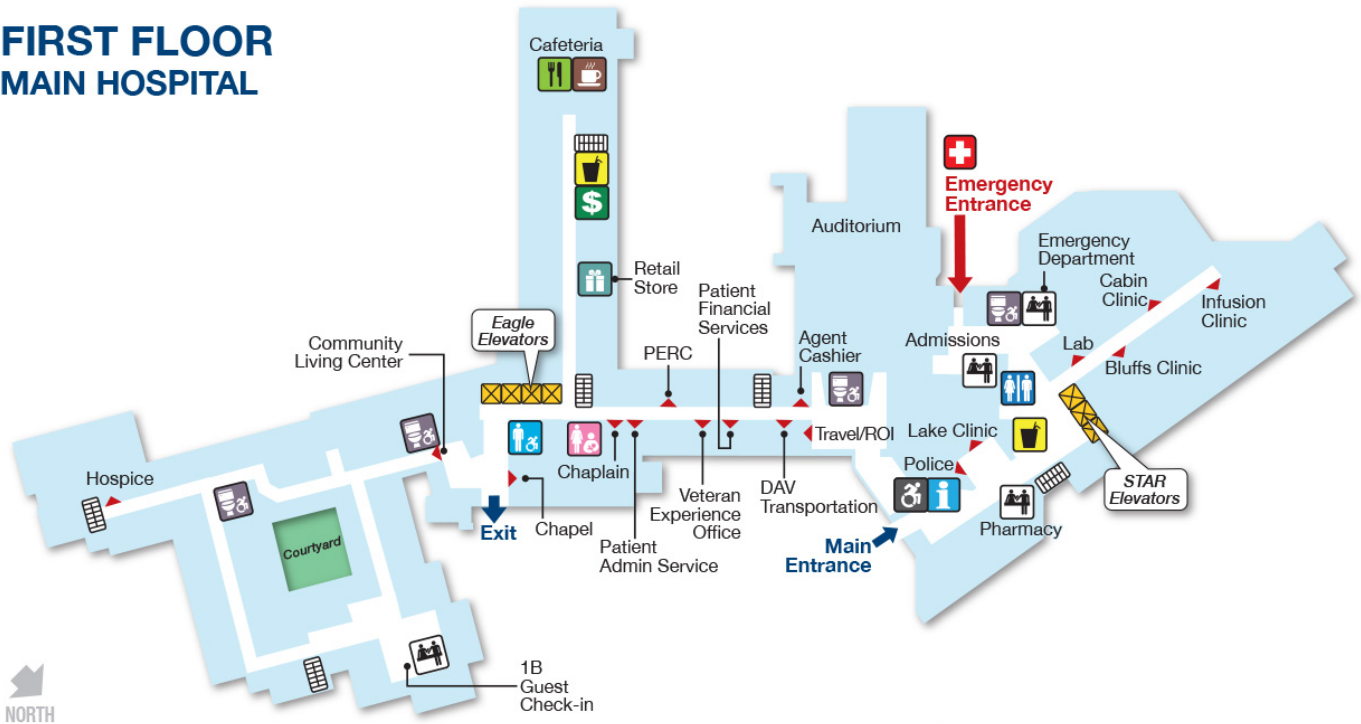 FIRST FLOOR
MAIN HOSPITAL
Cafeteria
$
Emergency
Entrance
Auditorium
Emergency
Department
Cabin
Clinic
Infusion
Clinic
Retail
Store
Patient
Financial
Services
Eagle
Elevators
Community
Living Center
PERC
Agent
Cashier
Admissions
Lab
Bluffs Clinic
Travel/ROI
Lake Clinic
Police
i
Hospice
Chaplain
STAR
Elevators
Veteran
Experience
Office
DAV
Transportation
Pharmacy
Exit
Chapel
Patient
Admin Service
Main
Entrance
Courtyard
1B
Guest
Check-in
NORTH